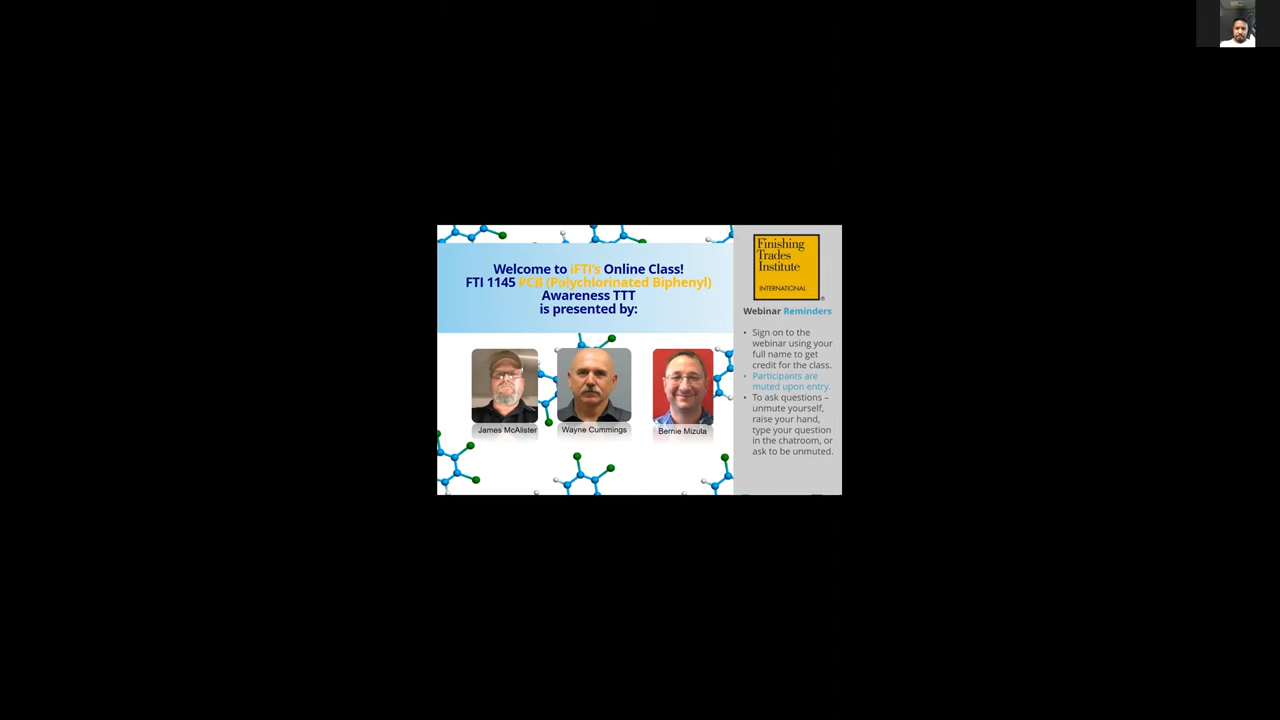 Welcome to iFTI's Online Class!
FTI 1145 PCB (Polychlorinated Biphenyl)
Awareness TTT
is presented by:
James McAlister
Wayne Cummings
Bernie Mizula
Finishing
Trades
Institute
INTERNATIONAL
®
Webinar Reminders
• Sign on to the
webinar using your
full name to get
credit for the class.
• Participants are
muted upon entry.
• To ask questions –
unmute yourself,
raise your hand,
type your question
in the chatroom, or
ask to be unmuted.